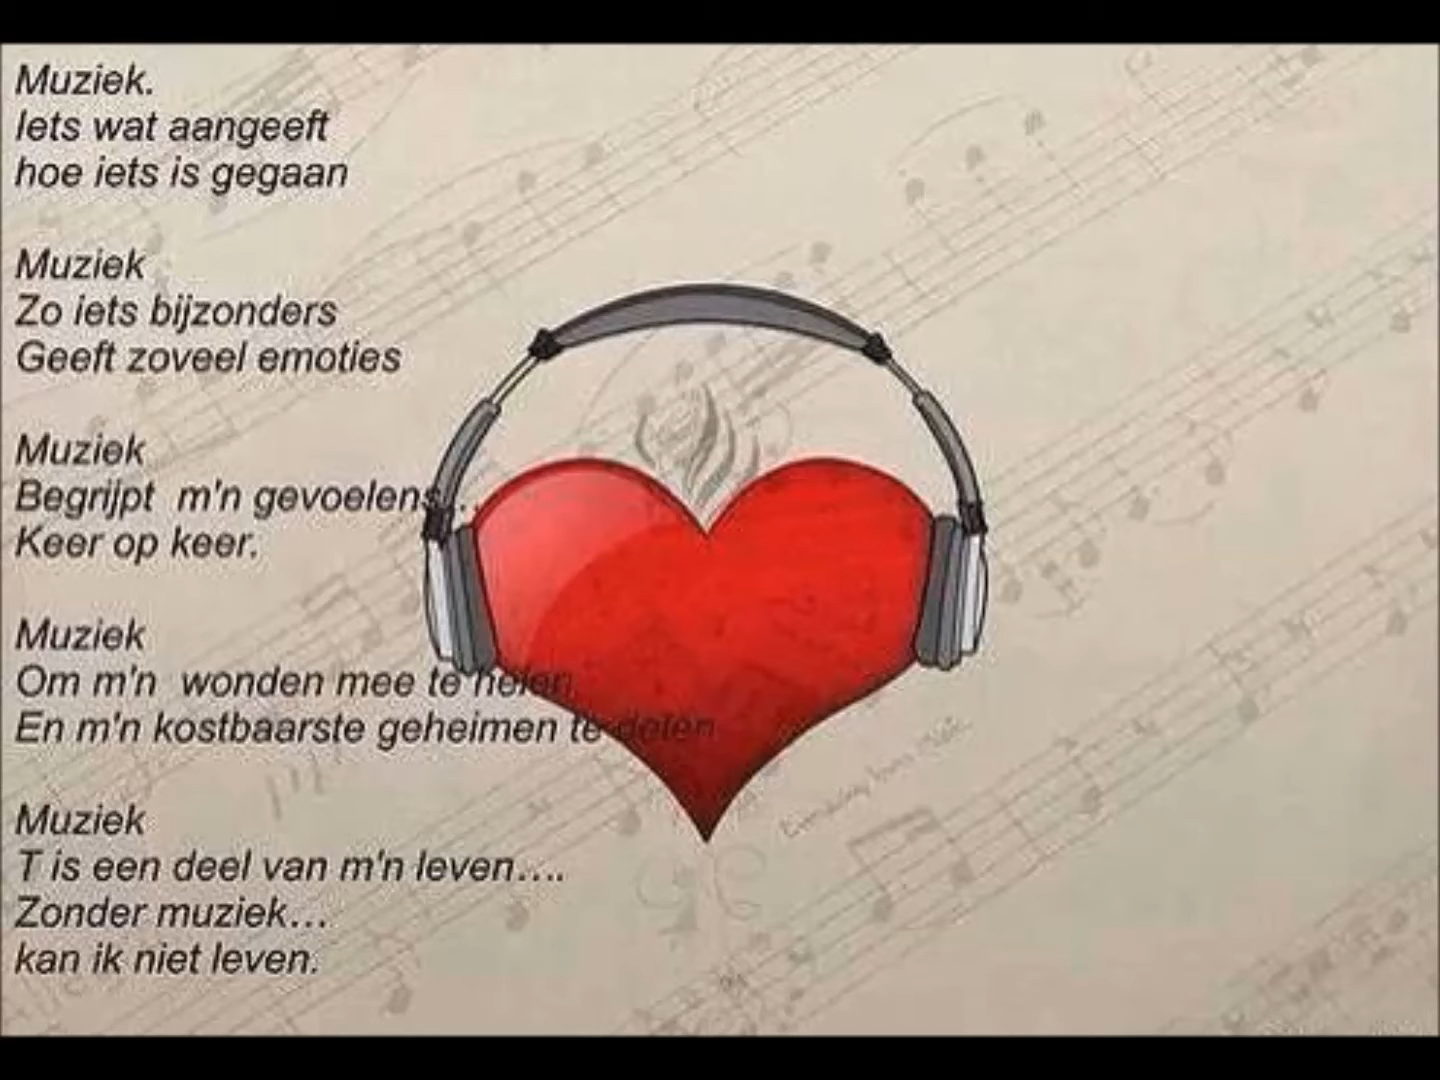 Muziek.
Iets wat aangeeft
hoe iets is gegaan
Muziek
Zo iets bijzonders
Geeft zoveel emoties
Muziek
Begrijpt m'n gevoelens...
Keer op keer.
Muziek
Om m'n wonden mee te helen
En m'n kostbaarste geheimen te delen
Muziek
T is een deel van m'n leven....
Zonder muziek...
kan ik niet leven.